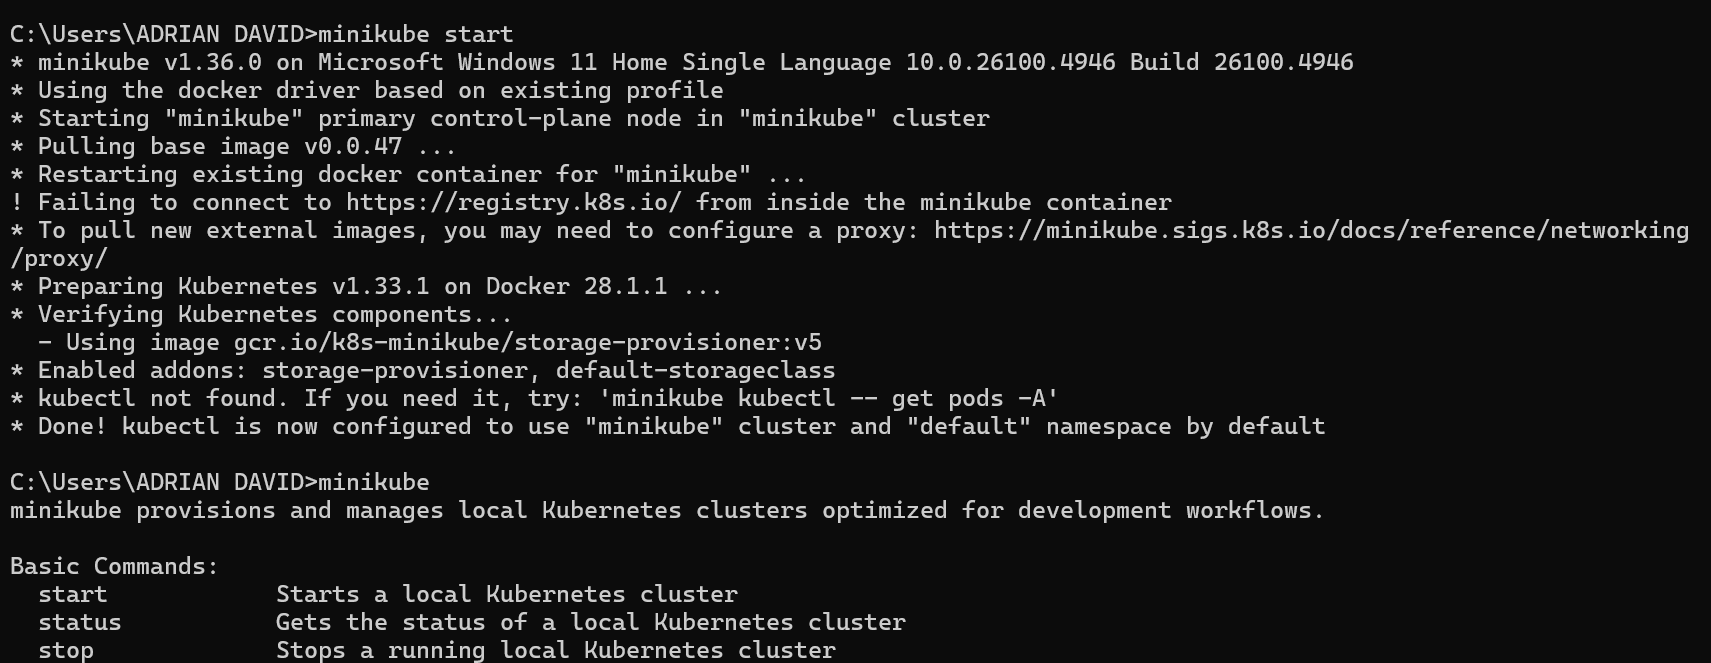 C:\Users\ADRIAN DAVID>minikube start
* minikube v1.36.0 on Microsoft Windows 11 Home Single Language 10.0.26100.4946 Build 26100.4946
* Using the docker driver based on existing profile
* Starting "minikube" primary control-plane node in "minikube" cluster
* Pulling base image v0.0.47 ...
* Restarting existing docker container for "minikube" ...
! Failing to connect to https://registry.k8s.io/ from inside the minikube container
* To pull new external images, you may need to configure a proxy: https://minikube.sigs.k8s.io/docs/reference/networking
/proxy/
* Preparing Kubernetes v1.33.1 on Docker 28.1.1 ...
* Verifying Kubernetes components...
  - Using image gcr.io/k8s-minikube/storage-provisioner:v5
* Enabled addons: storage-provisioner, default-storageclass
* kubectl not found. If you need it, try: 'minikube kubectl -- get pods -A'
* Done! kubectl is now configured to use "minikube" cluster and "default" namespace by default
C:\Users\ADRIAN DAVID>minikube
minikube provisions and manages local Kubernetes clusters optimized for development workflows.
Basic Commands:
  start            Starts a local Kubernetes cluster
  status           Gets the status of a local Kubernetes cluster
  stop             Stops a running local Kubernetes cluster